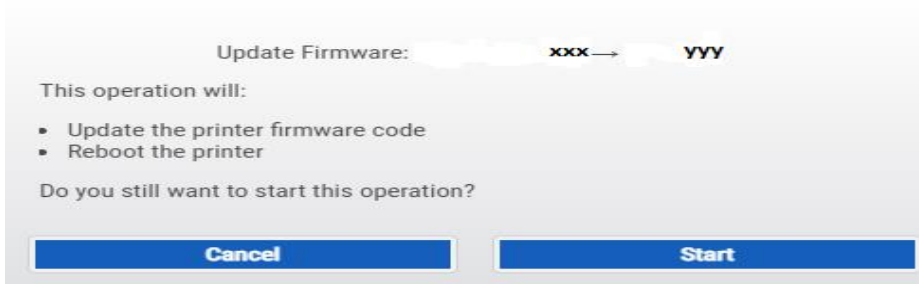 Update Firmware: xxx→ yyy
This operation will:
• Update the printer firmware code
• Reboot the printer
Do you still want to start this operation?
Cancel Start